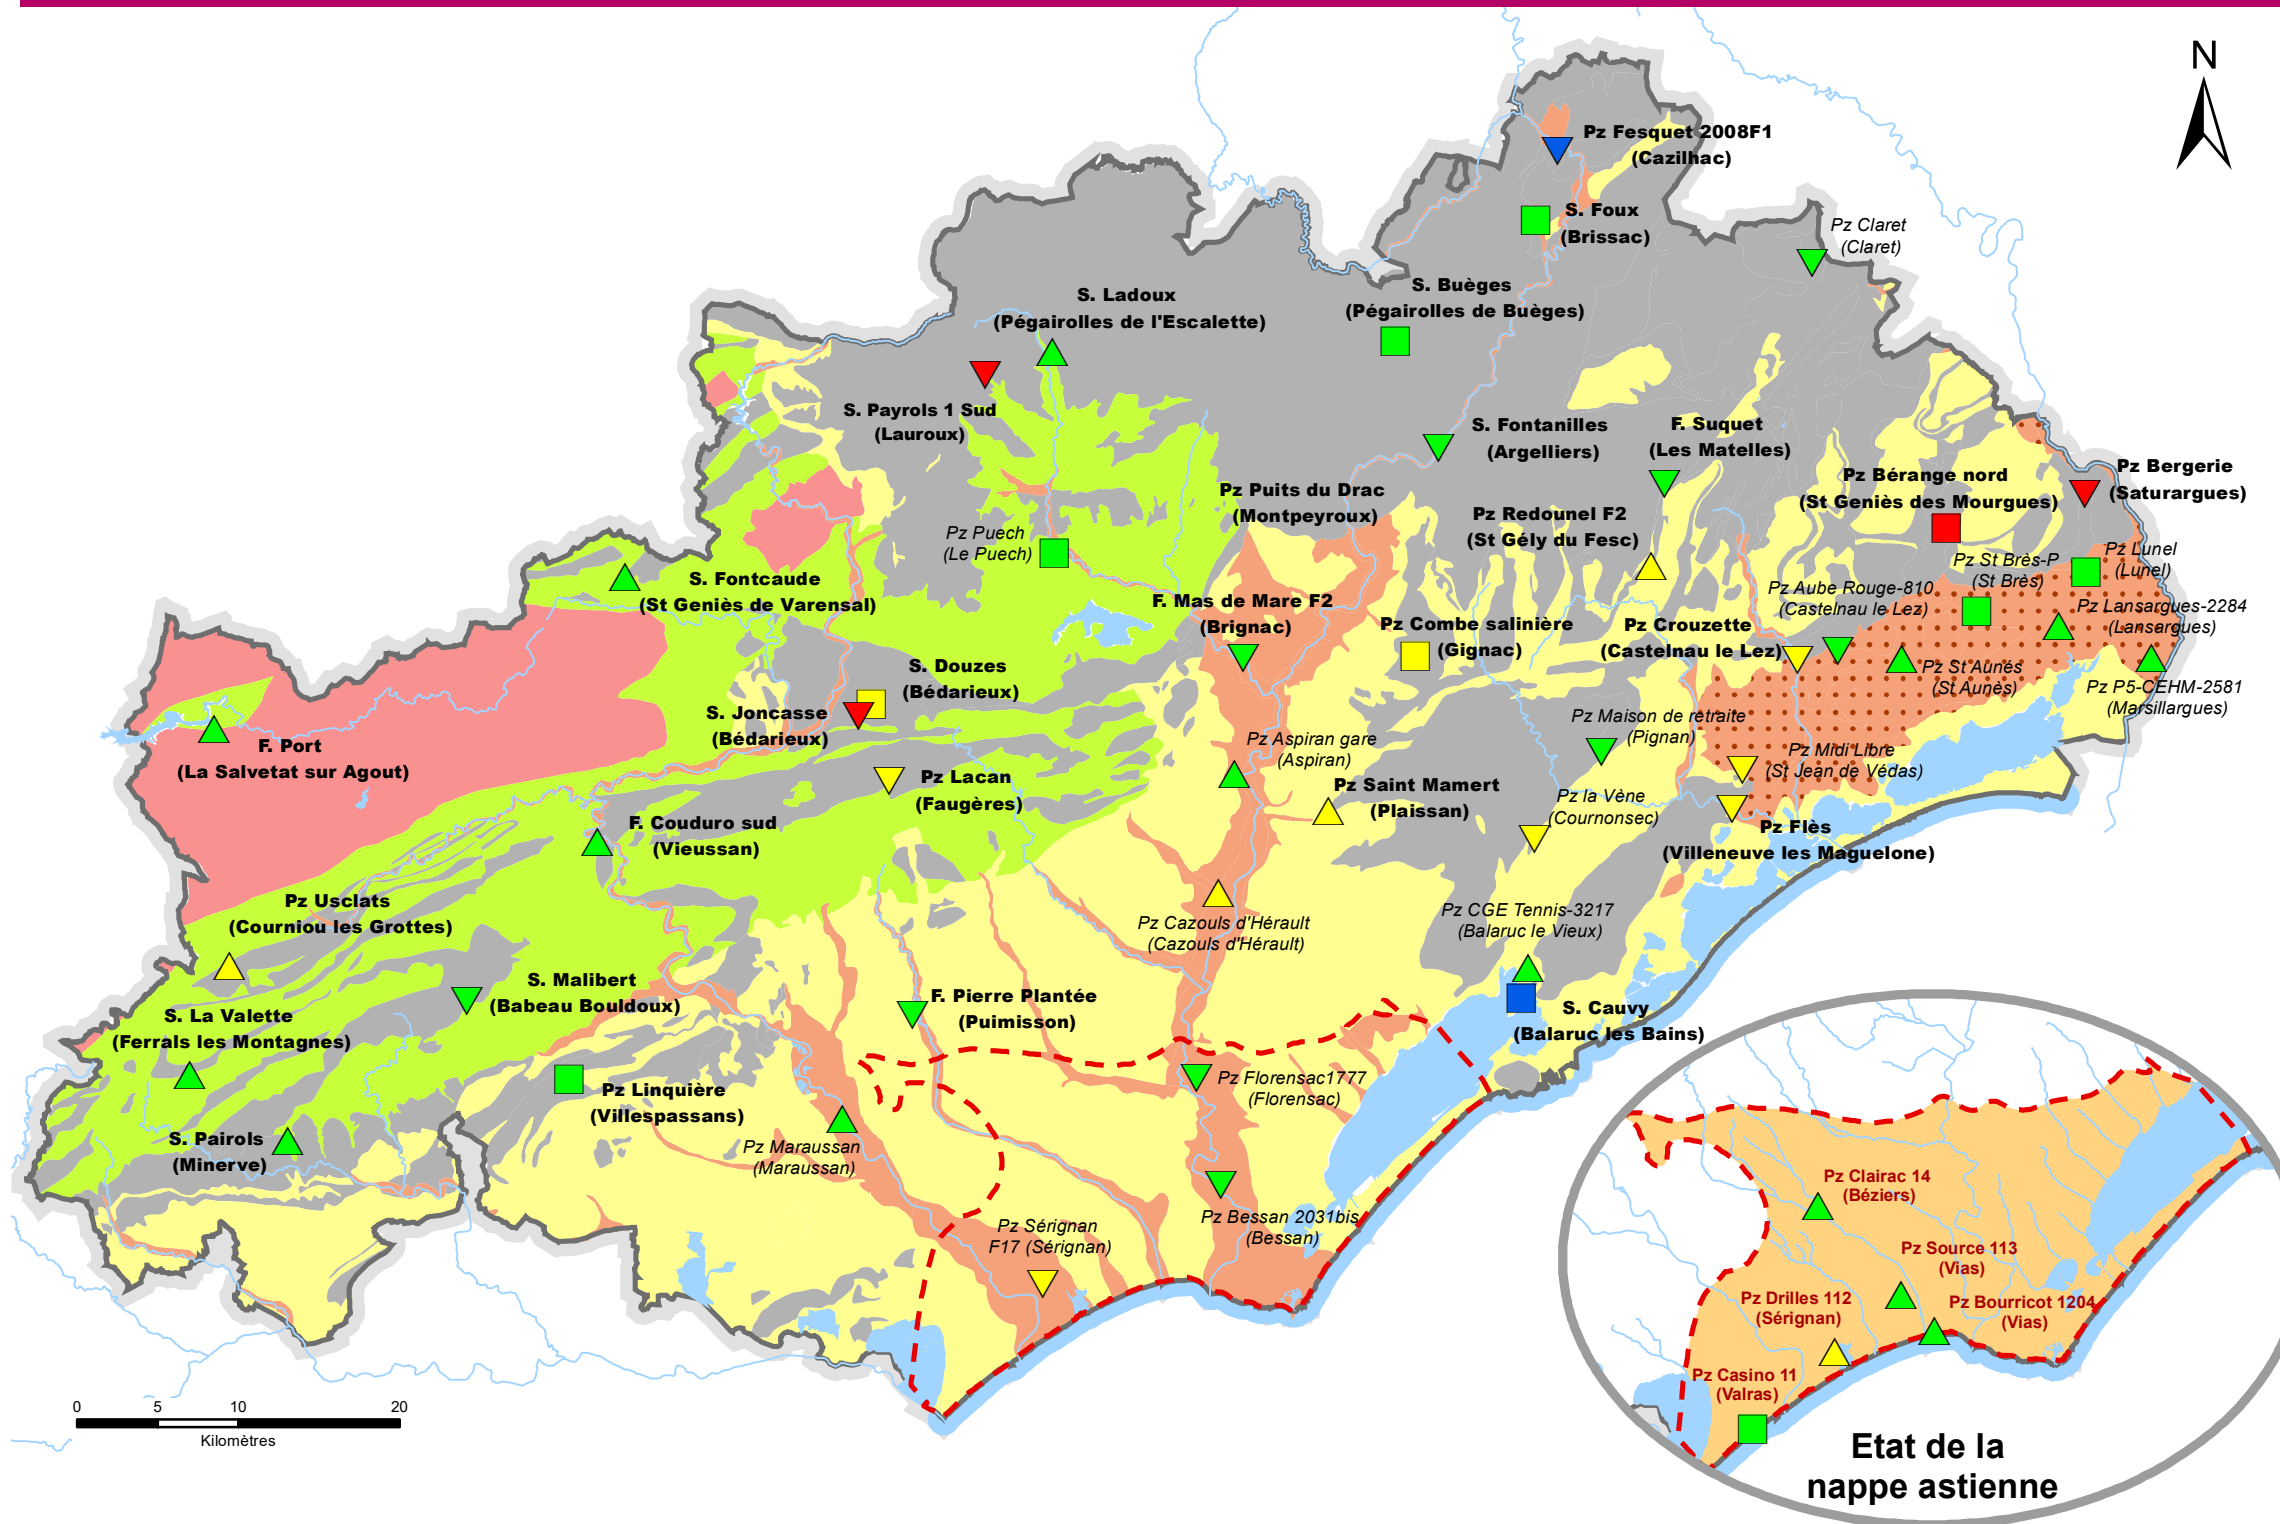 N
Pz Fesquet 2008F1
(Cazilhac)
S. Foux
(Brissac)
Pz Claret
(Claret)
S. Buèges
(Pégairolles de Buèges)
S. Ladoux
(Pégairolles de l'Escalette)
S. Payrols 1 Sud
(Lauroux)
S. Fontanilles
(Argelliers)
F. Suquet
(Les Matelles)
Pz Bérange nord
(St Geniès des Mourgues)
Pz Bergerie
(Saturargues)
Pz Puits du Drac
(Montpeyroux)
Pz Redounel F2
(St Gély du Fesc)
Pz Puech
(Le Puech)
Pz St Brès-P
(St Brès)
Pz Lunel
(Lunel)
S. Fontcaude
(St Geniès de Varensal)
Pz Aube Rouge-810
(Castelnau le Lez)
Pz Lansargues-2284
(Lansargues)
F. Mas de Mare F2
(Brignac)
Pz Combe salinière
(Gignac)
Pz Crouzette
(Castelnau le Lez)
S. Douzes
(Bédarieux)
Pz St Aunés
(St Aunès)
Pz P5-CEHM-2581
(Marsillargues)
S. Joncasse
(Bédarieux)
Pz Maison de retraite
(Pignan)
F. Port
(La Salvetat sur Agout)
Pz Aspiran gare
(Aspiran)
Pz Midi Libre
(St Jean de Védas)
Pz Lacan
(Faugères)
Pz Saint Mamert
(Plaissan)
Pz la Vène
(Cournonsec)
F. Couduro sud
(Vieussan)
Pz Flès
(Villeneuve les Maguelone)
Pz Usclats
(Courniou les Grottes)
Pz Cazouls d'Hérault
(Cazouls d'Hérault)
Pz CGE Tennis-3217
(Balaruc le Vieux)
S. Malibert
(Babeau Bouldoux)
F. Pierre Plantée
(Puimisson)
S. Cauvy
(Balaruc les Bains)
S. La Valette
(Ferrals les Montagnes)
Pz Linquière
(Villespassans)
Pz Florensac1777
(Florensac)
S. Pairols
(Minerve)
Pz Maraussan
(Maraussan)
Pz Sérignan
F17 (Sérignan)
Pz Bessan 2031bis
(Bessan)
Pz Clairac 14
(Béziers)
Pz Source 113
(Vias)
Pz Drilles 112
(Sérignan)
Pz Bourricot 1204
(Vias)
Pz Casino 11
(Valras)
0 5 10 20
Kilomètres
Etat de la
nappe astienne